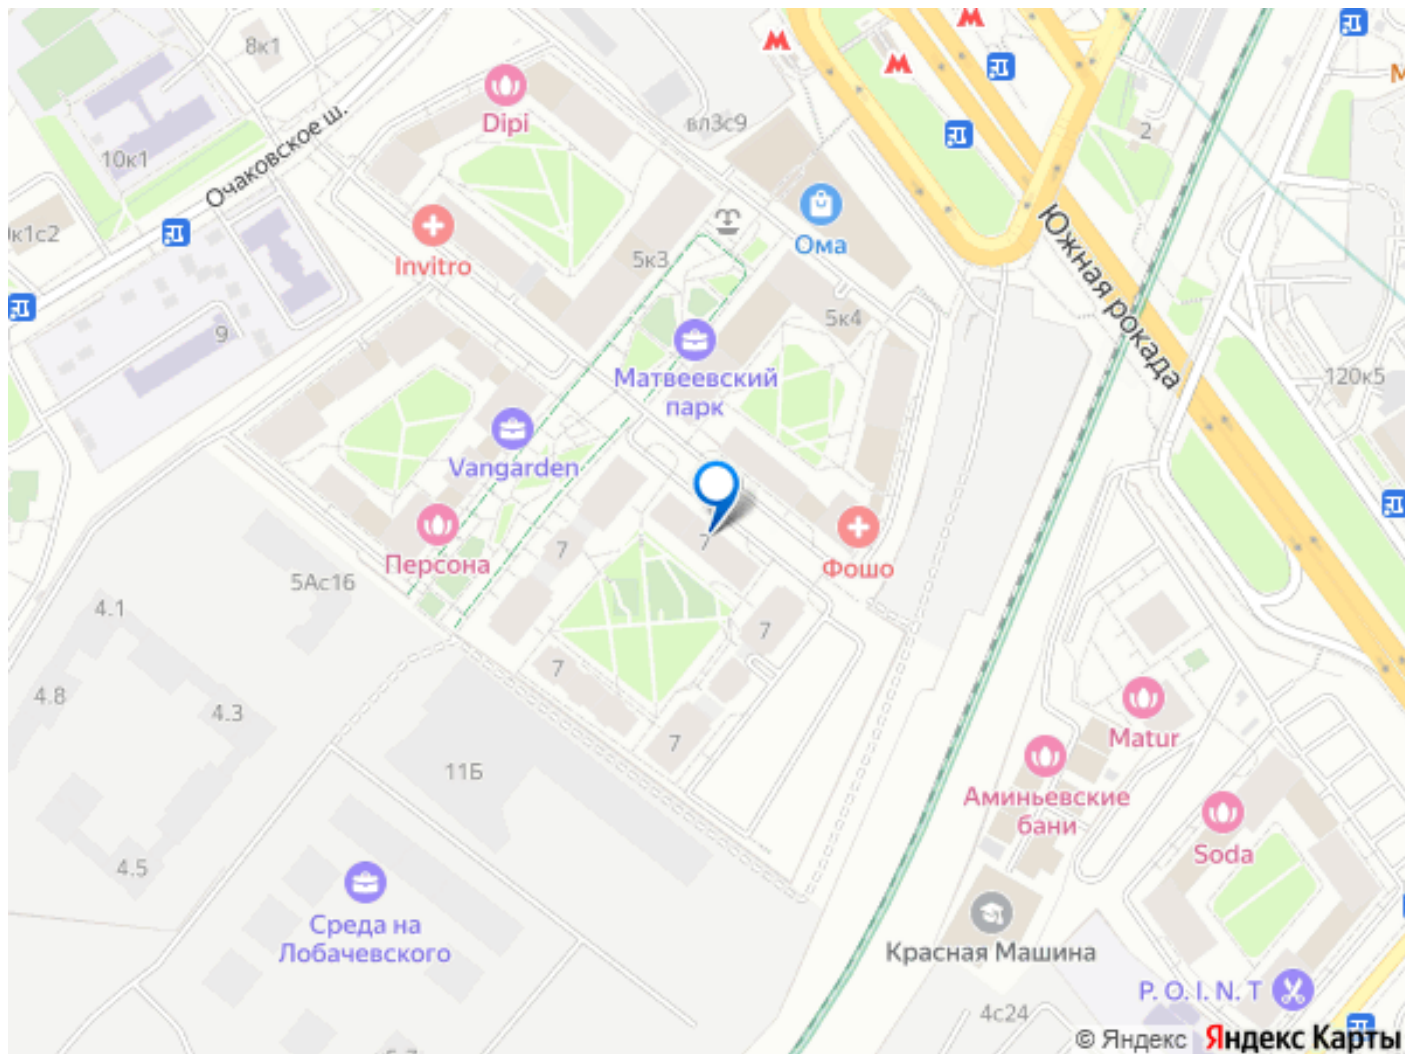 8к1
М
М
М
М
Dipi
вл3с9
2
10к1
Очаковское ш.
Ома
Южная рокада
к1с2
Invitro
5к3
5к4
9
Матвеевский
парк
120к5
Vangarden
7
Фошо
Персона
7
5Ас16
4.1
7
7
4.8
4.3
7
Matur
11Б
Аминьевские
бани
Soda
4.5
Среда на
Лобачевского
Красная Машина
P.O.I.N.T
4с24
© Яндекс Яндекс Карты